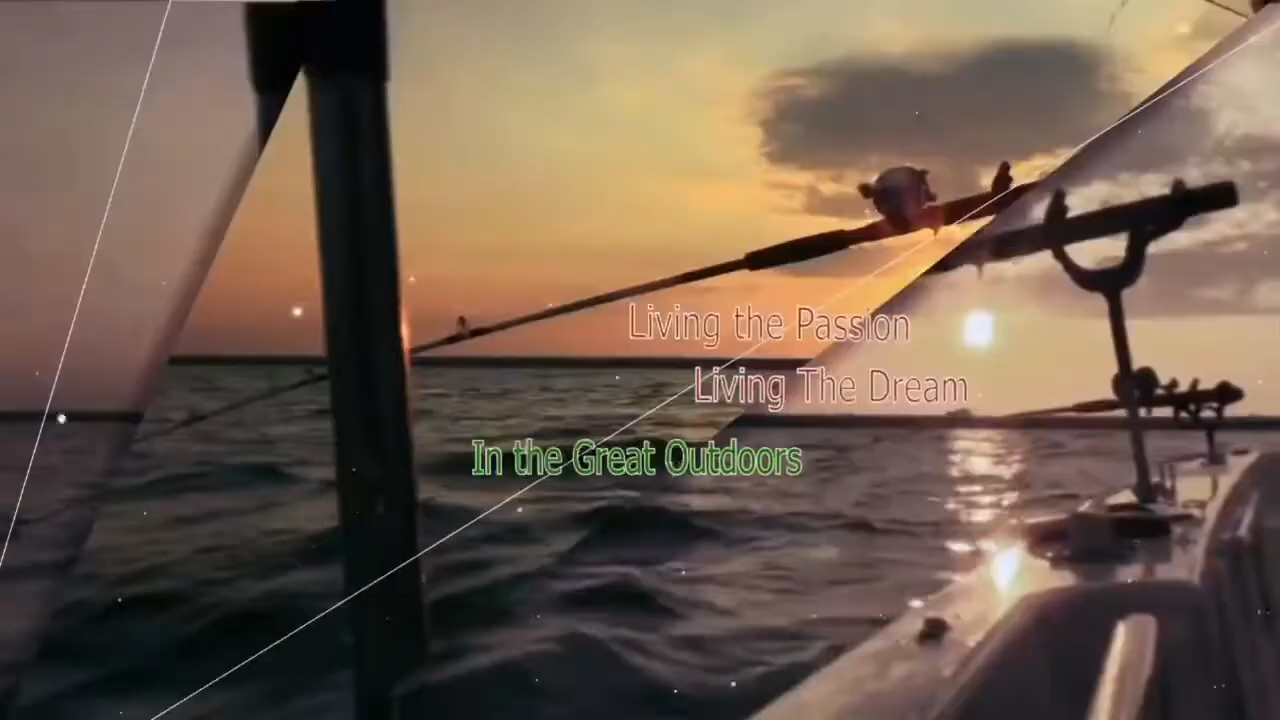 Living the Passion
Living The Dream
In the Great Outdoors